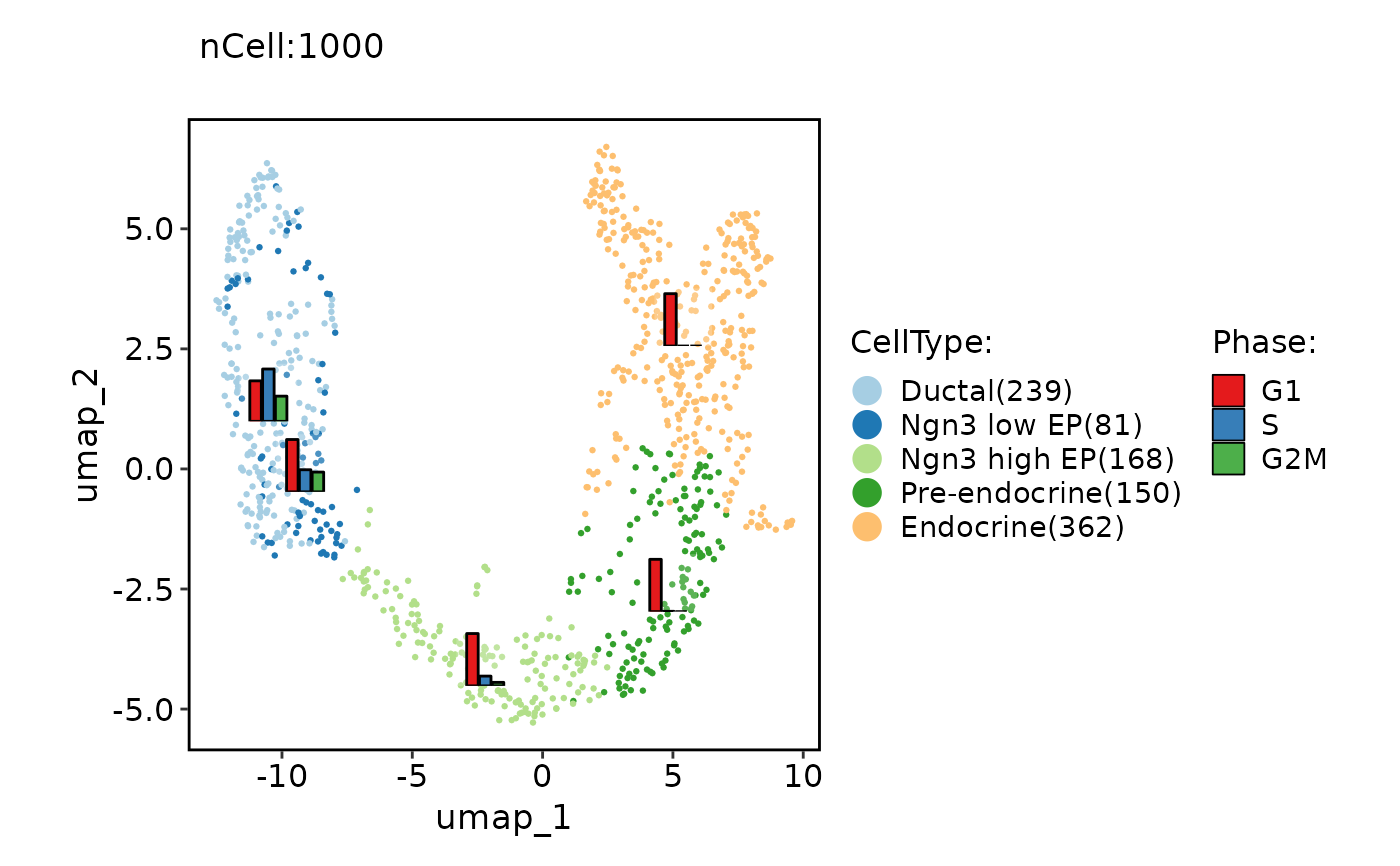 nCell:1000
5.0
2.5
0.0
-2.5
-5.0
umap_2
-10
-5
0
5
10
umap_1
CellType:
Ductal(239)
Ngn3 low EP(81)
Ngn3 high EP(168)
Pre-endocrine(150)
Endocrine(362)
Phase:
G1
S
G2M